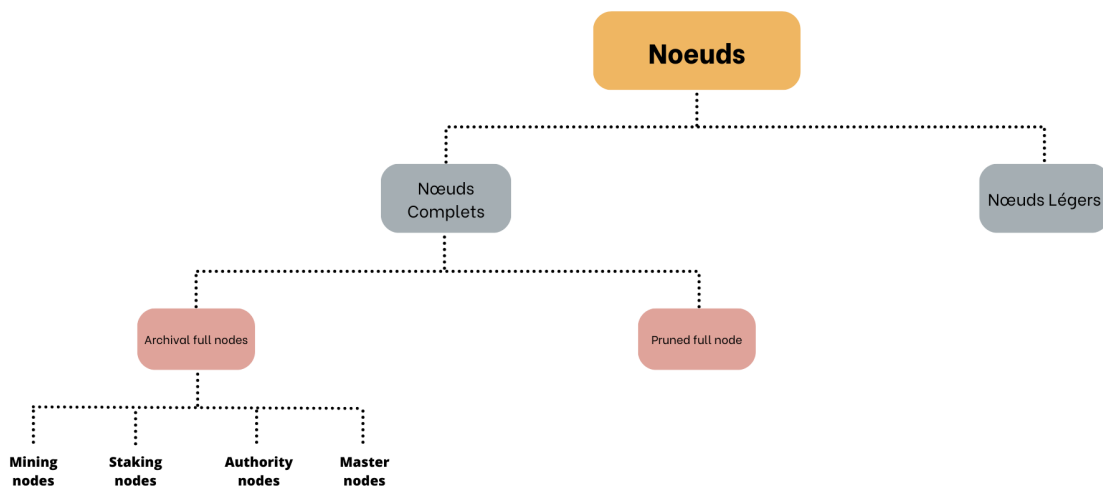 Noeuds
Nœuds
Complets
Nœuds Légers
Archival full nodes
Pruned full node
Mining
nodes
Staking
nodes
Authority
nodes
Master
nodes